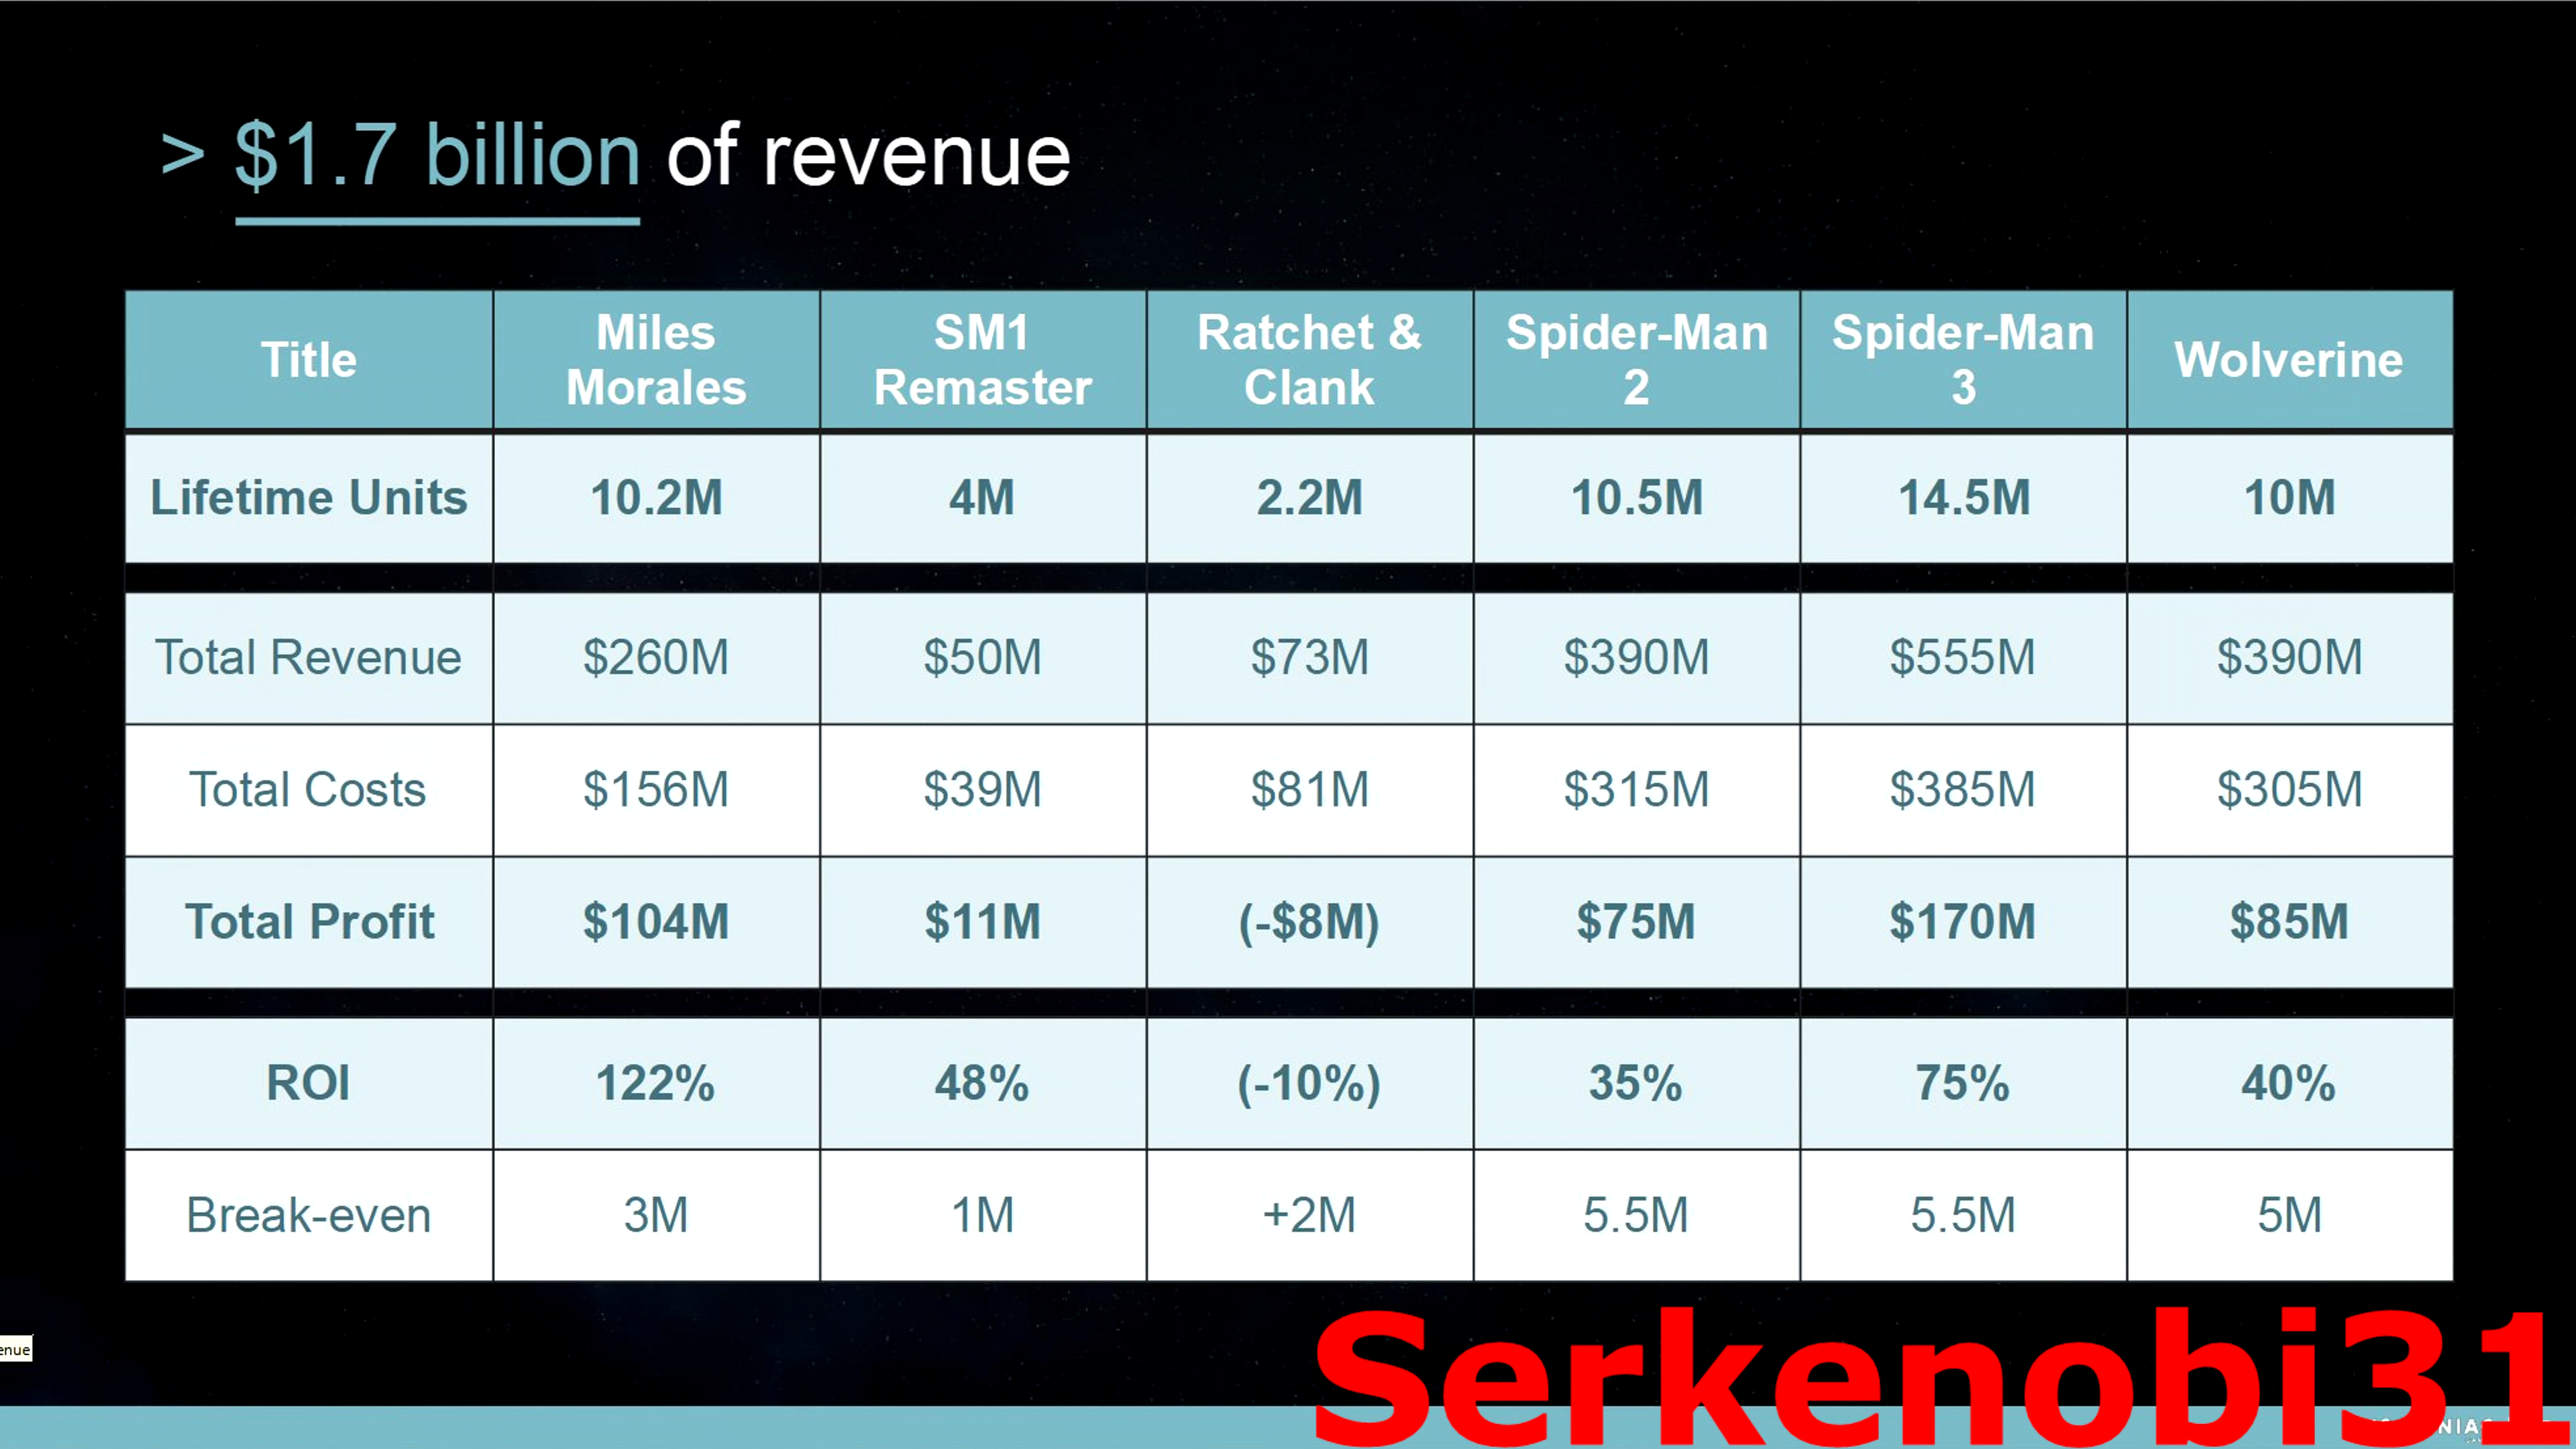 > $1.7 billion of revenue
Title Miles Morales SM1 Remaster Ratchet & Clank Spider-Man 2 Spider-Man 3 Wolverine
Lifetime Units 10.2M 4M 2.2M 10.5M 14.5M 10M
Total Revenue $260M $50M $73M $390M $555M $390M
Total Costs $156M $39M $81M $315M $385M $305M
Total Profit $104M $11M (-$8M) $75M $170M $85M
ROI 122% 48% (-10%) 35% 75% 40%
Break-even 3M 1M +2M 5.5M 5.5M 5M
enue
Serkenobi31